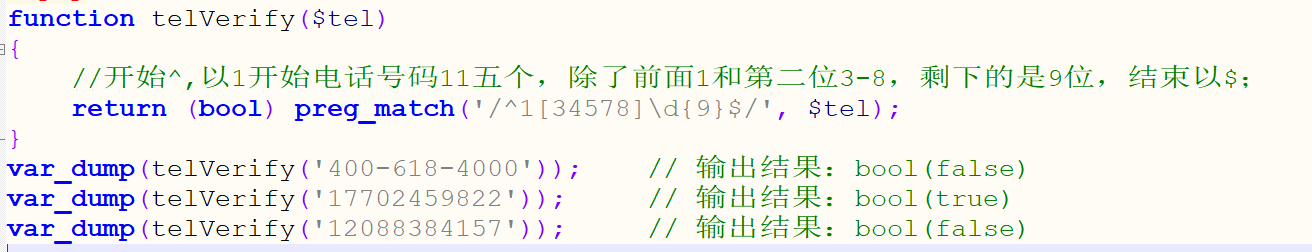 function telVerify($tel)
{
    //开始^,以1开始电话号码11五个，除了前面1和第二位3-8，剩下的是9位，结束以$;
    return (bool) preg_match('/^1[34578]\d{9}$/', $tel);
}
var_dump(telVerify('400-618-4000'));    // 输出结果：bool(false)
var_dump(telVerify('17702459822'));    // 输出结果：bool(true)
var_dump(telVerify('12088384157'));    // 输出结果：bool(false)